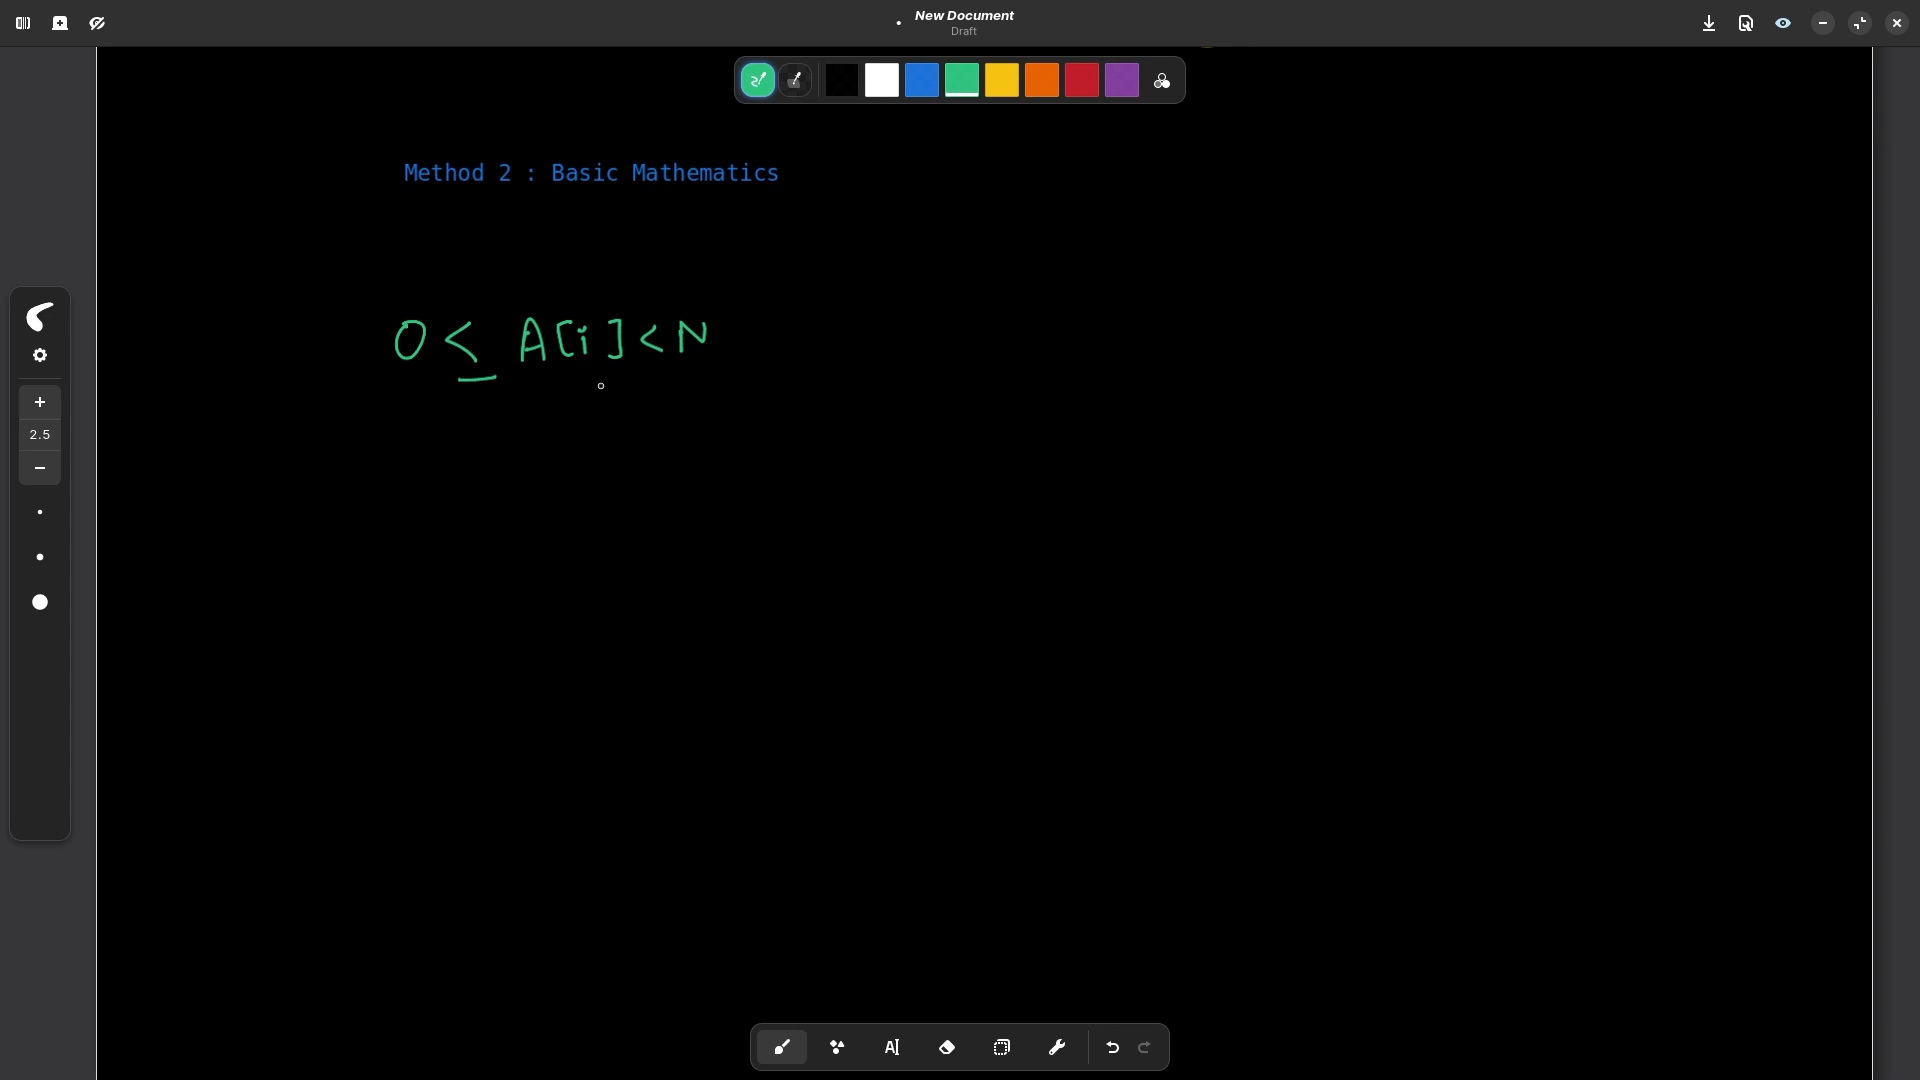 New Document
Draft
Method 2 : Basic Mathematics
0 ≤ A[i] < N
+
2.5
−